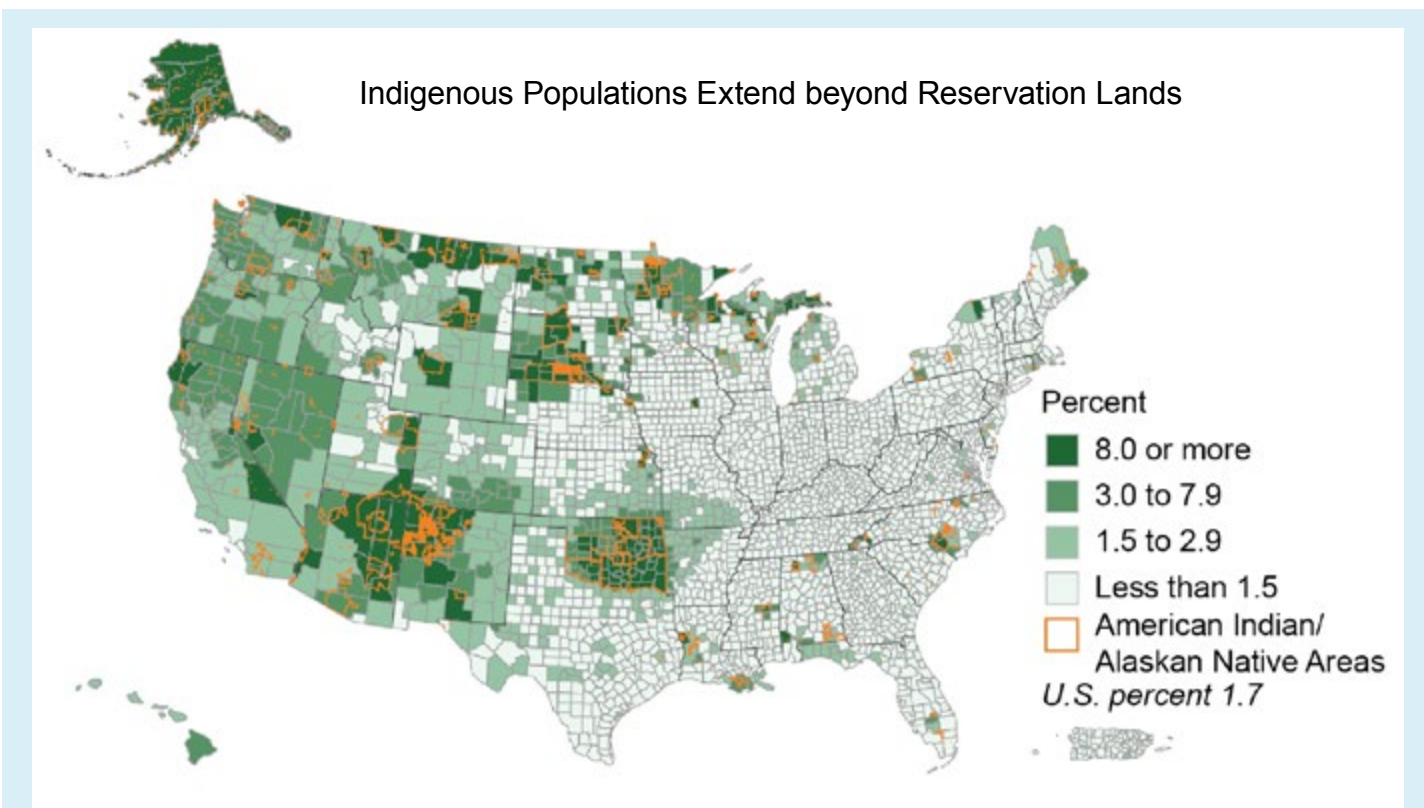 Indigenous Populations Extend beyond Reservation Lands
Percent
8.0 or more
3.0 to 7.9
1.5 to 2.9
Less than 1.5
American Indian/
Alaskan Native Areas
U.S. percent 1.7